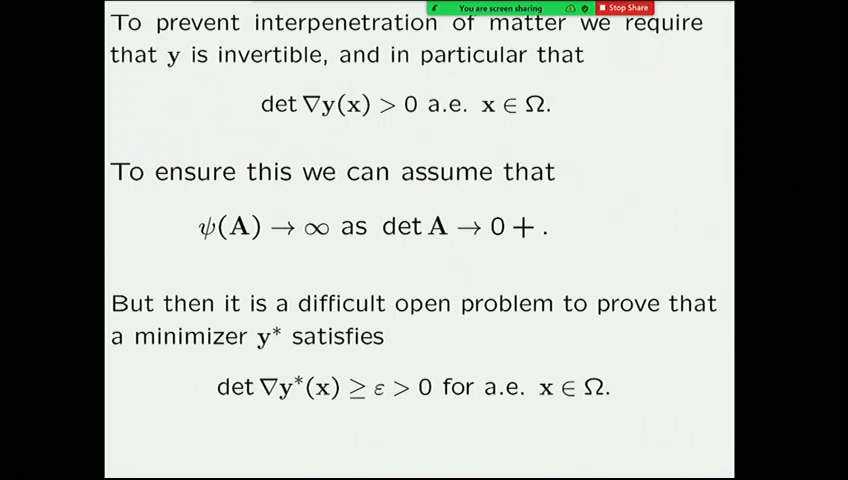 You are screen sharing
Stop Share
To prevent interpenetration of matter we require
that y is invertible, and in particular that
det ∇y(x) > 0 a.e. x ∈ Ω.
To ensure this we can assume that
ψ(A) → ∞ as det A → 0 + .
But then it is a difficult open problem to prove that
a minimizer y* satisfies
det ∇y*(x) ≥ ε > 0 for a.e. x ∈ Ω.